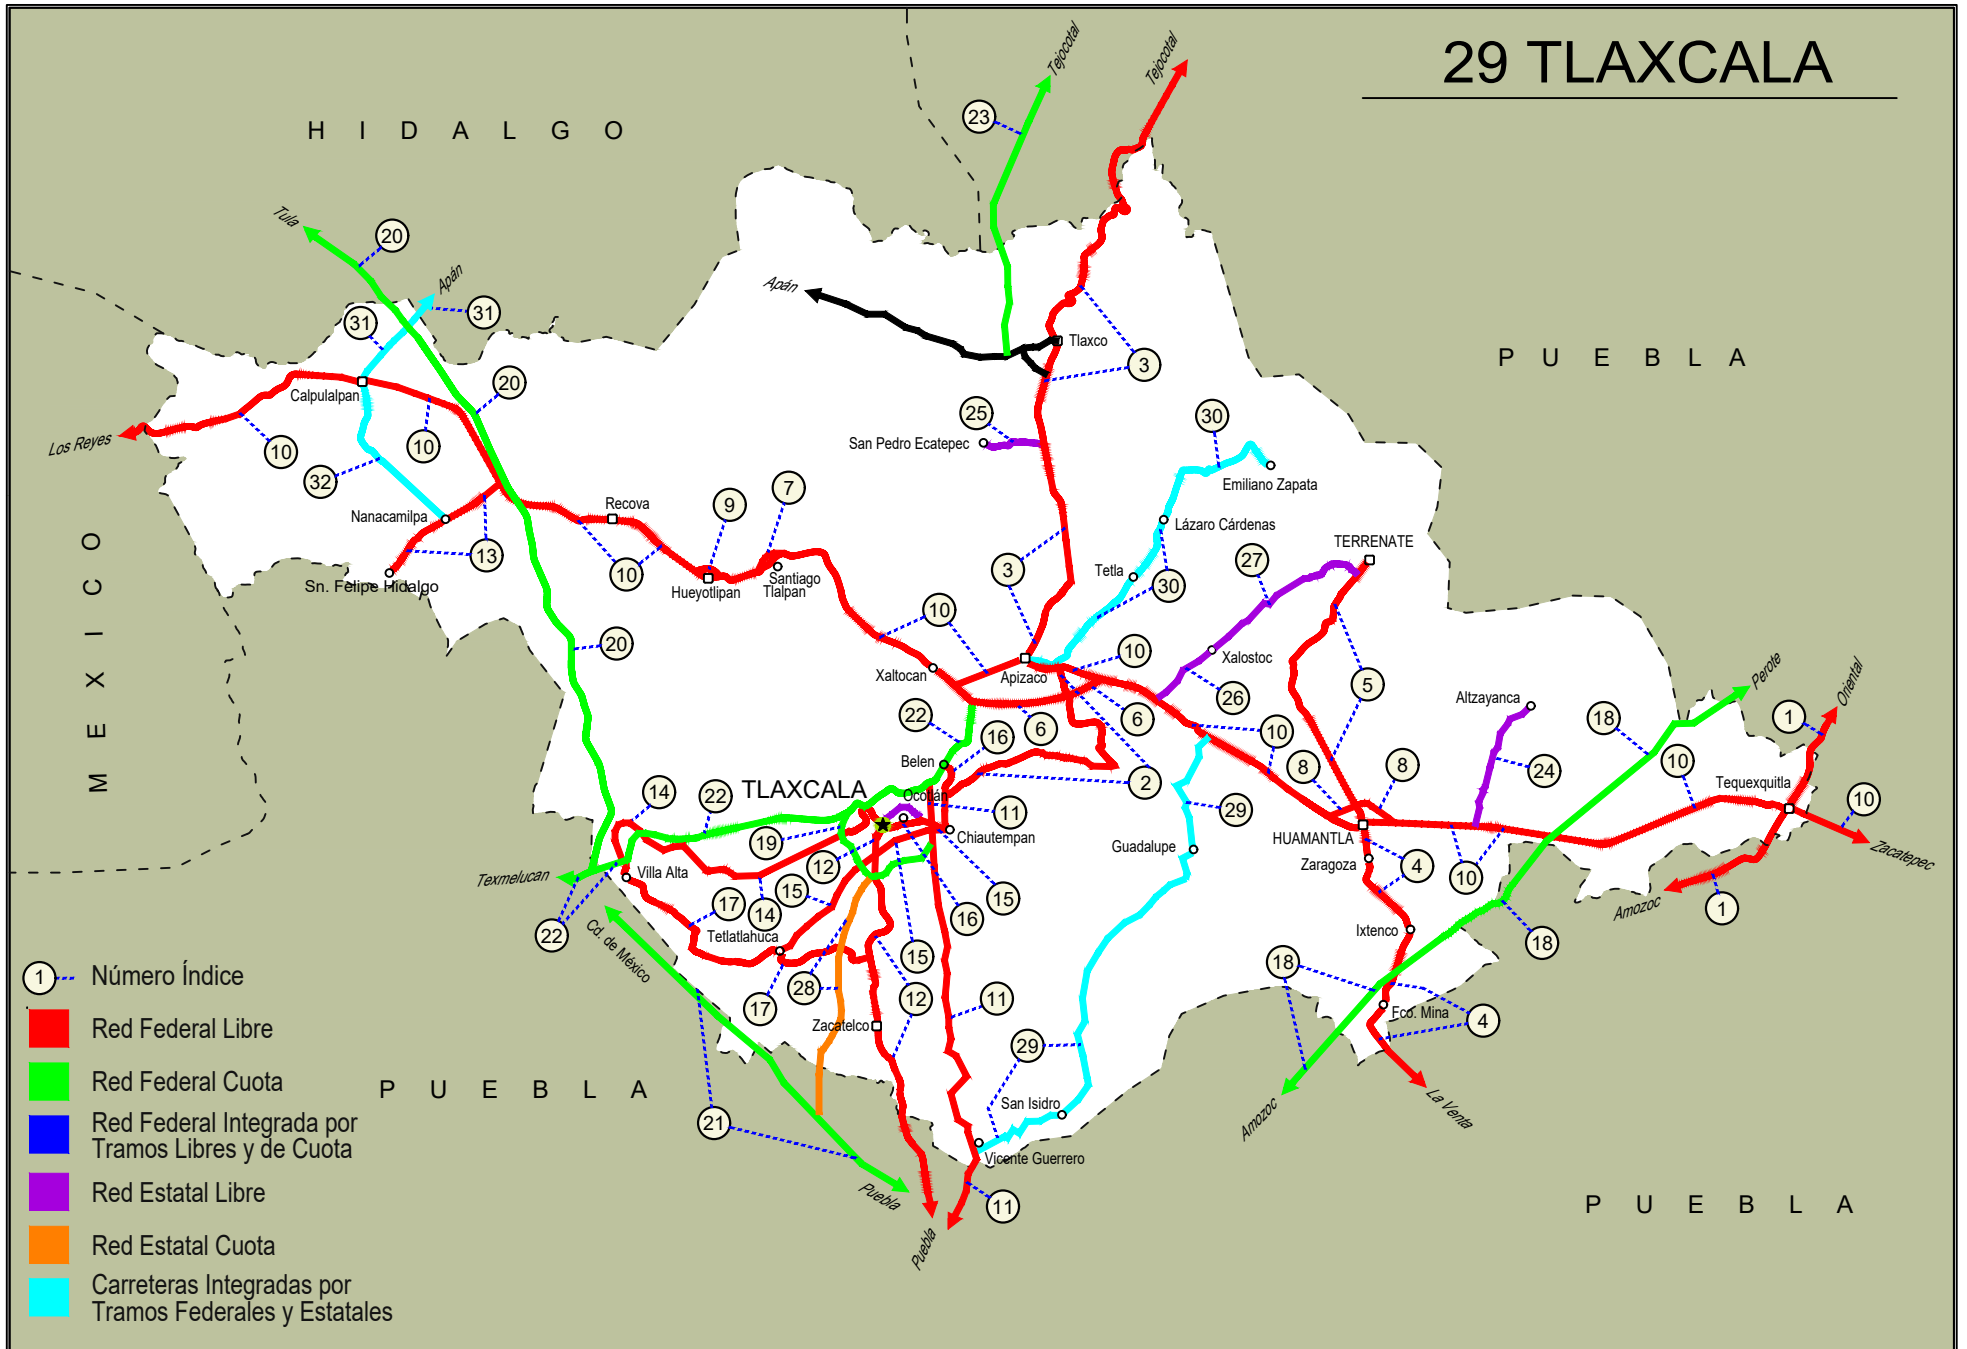 29 TLAXCALA
Tejocotal
Tejocotal
23
HIDALGO
Tula
20
Apán
31
31
Apán
Tlaxco
3
PUEBLA
20
Calpulalpan
Los Reyes
10
10
25
San Pedro Ecatepec
30
32
Emiliano Zapata
7
9
Recova
Nanacamilpa
Lázaro Cárdenas
TERRENATE
MEXICO
13
10
3
Tetla
27
30
Sn. Felipe Hidalgo
Hueyotlipan
Santiago
Tlalpan
10
20
10
Xalostoc
Xaltocan
Apizaco
5
26
Altzayanca
Perote
Oriental
22
16
6
6
10
18
1
Belen
8
8
24
10
Tequexquitla
2
TLAXCALA
Ocotlán
14
22
11
29
10
19
Chiautempan
HUAMANTLA
Guadalupe
Zaragoza
4
Zacatepec
12
Texmelucan
Villa Alta
15
10
17
14
16
15
Amozoc
1
22
Tetlatlahuca
Ixtenco
18
Cd. de México
15
18
28
17
12
11
1
Número Índice
Zacatelco
Fco. Mina
4
Red Federal Libre
29
Red Federal Cuota
PUEBLA
San Isidro
Amozoc
La Venta
21
Red Federal Integrada por
Tramos Libres y de Cuota
Vicente Guerrero
Red Estatal Libre
Puebla
11
PUEBLA
Puebla
Red Estatal Cuota
Carreteras Integradas por
Tramos Federales y Estatales